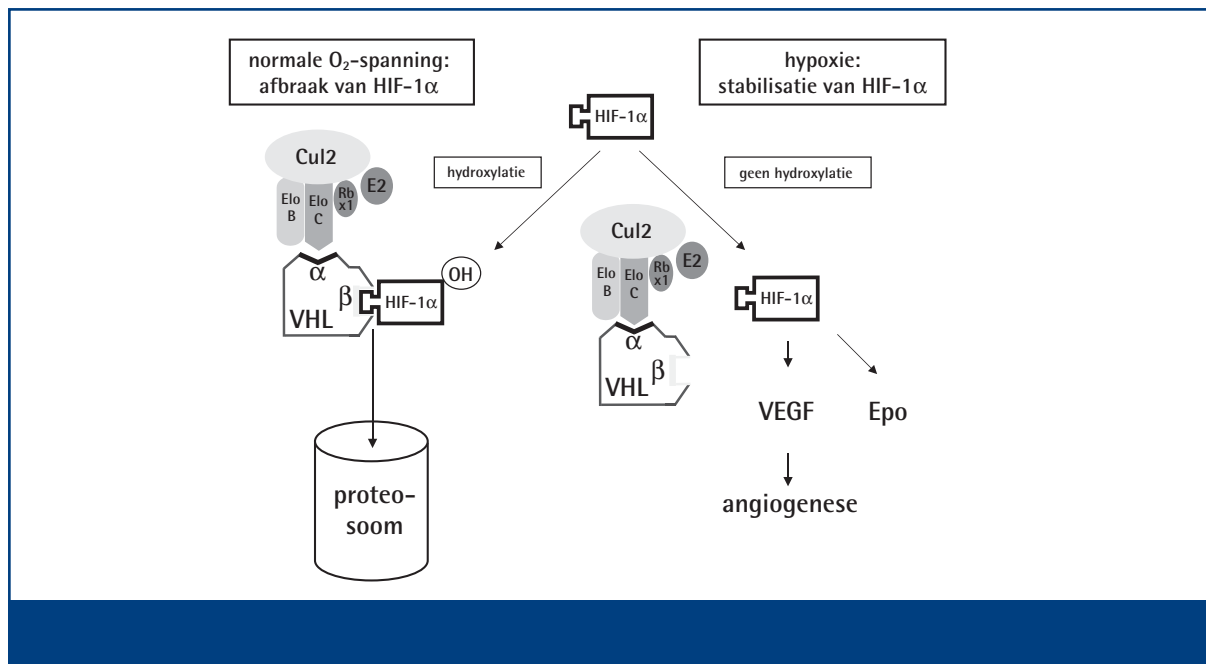 normale O₂-spanning:
afbraak van HIF-1α
hypoxie:
stabilisatie van HIF-1α
HIF-1α
hydroxylatie
geen hydroxylatie
Cul2
Elo
B
Elo
C
Rb
x1
E2
α
β
VHL
HIF-1α
OH
Cul2
Elo
B
Elo
C
Rb
x1
E2
α
β
VHL
HIF-1α
VEGF
Epo
angiogenese
proteo-
soom